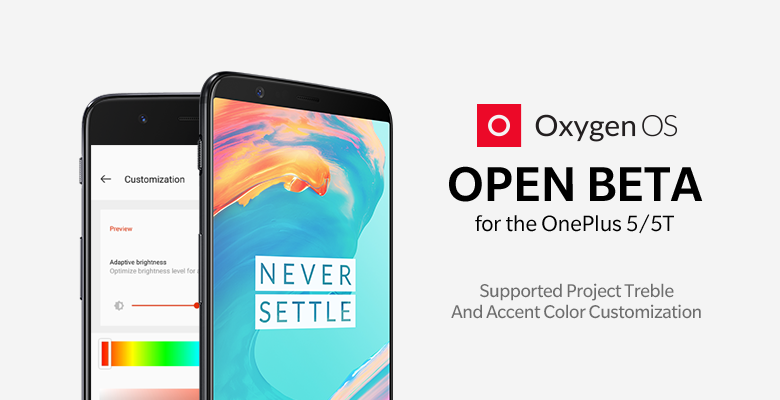 Customization
Preview
Adaptive brightness
Optimize brightness level for
NEVER
SETTLE
Oxygen OS
OPEN BETA
for the OnePlus 5/5T
Supported Project Treble
And Accent Color Customization